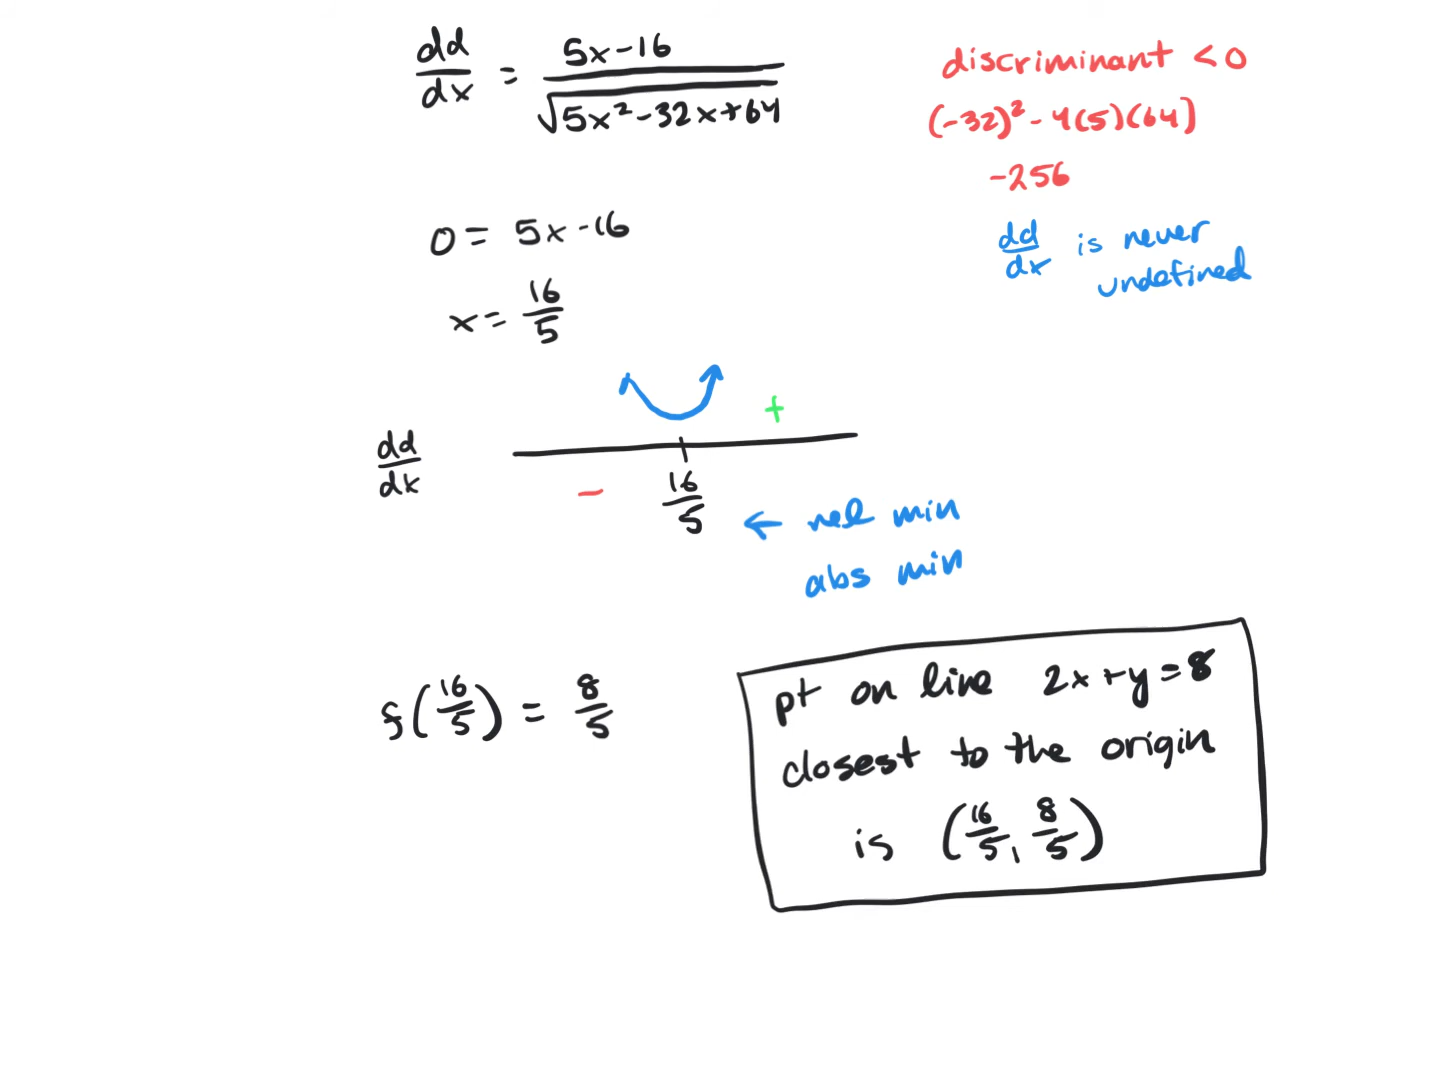 dd/dx = (5x-16)/√(5x²-32x+64)
discriminant < 0
(-32)² - 4(5)(64)
-256
dd/dx is never
undefined
0 = 5x-16
x = 16/5
+
dd/dx
- 16/5
← rel min
abs min
f(16/5) = 8/5
pt on line 2x+y=8
closest to the origin
is (16/5, 8/5)